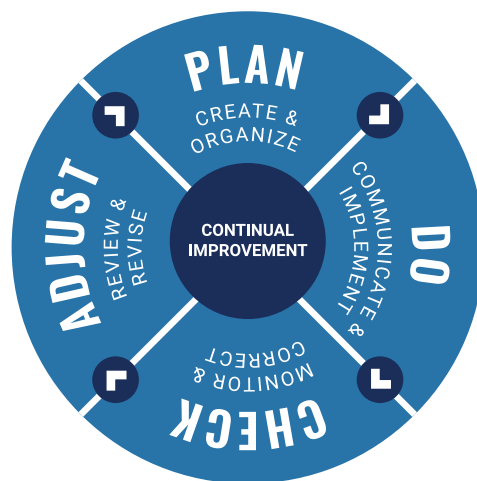 PLAN
CREATE &
ORGANIZE
DO
COMMUNICATE &
IMPLEMENT
CHECK
MONITOR &
CORRECT
ADJUST
REVIEW &
REVISE
CONTINUAL
IMPROVEMENT